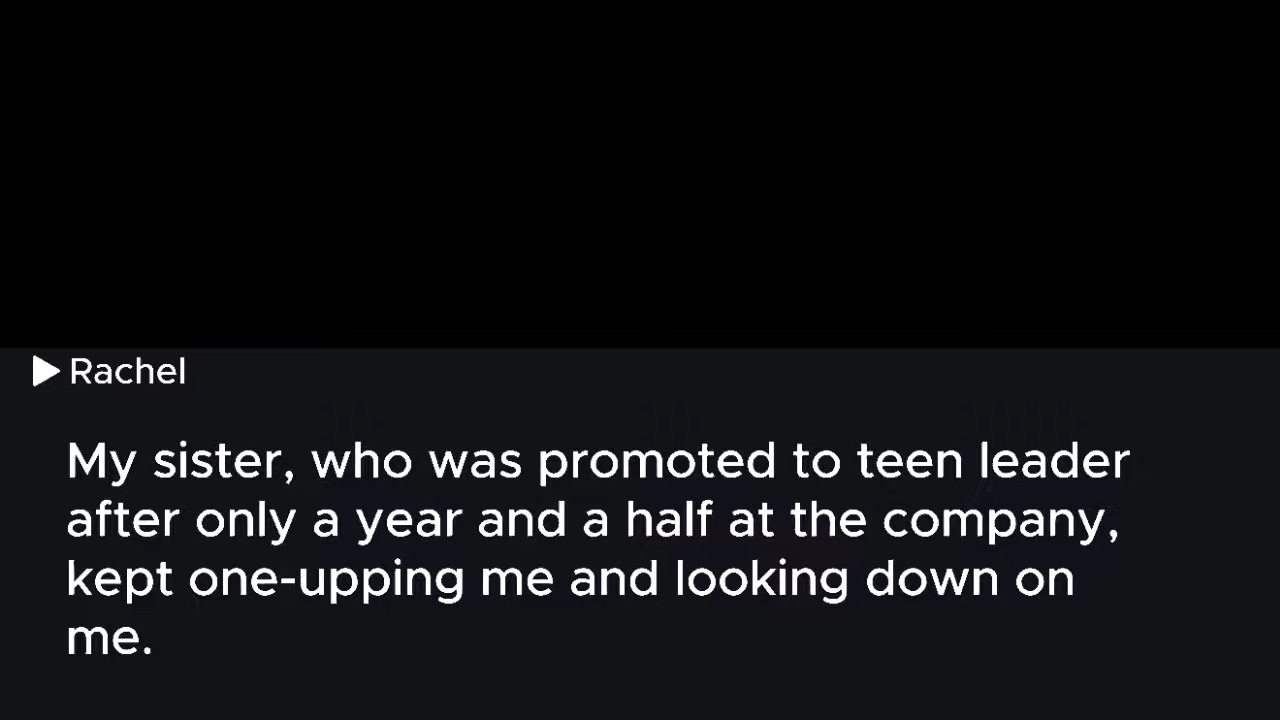 Rachel
My sister, who was promoted to teen leader
after only a year and a half at the company,
kept one-upping me and looking down on
me.